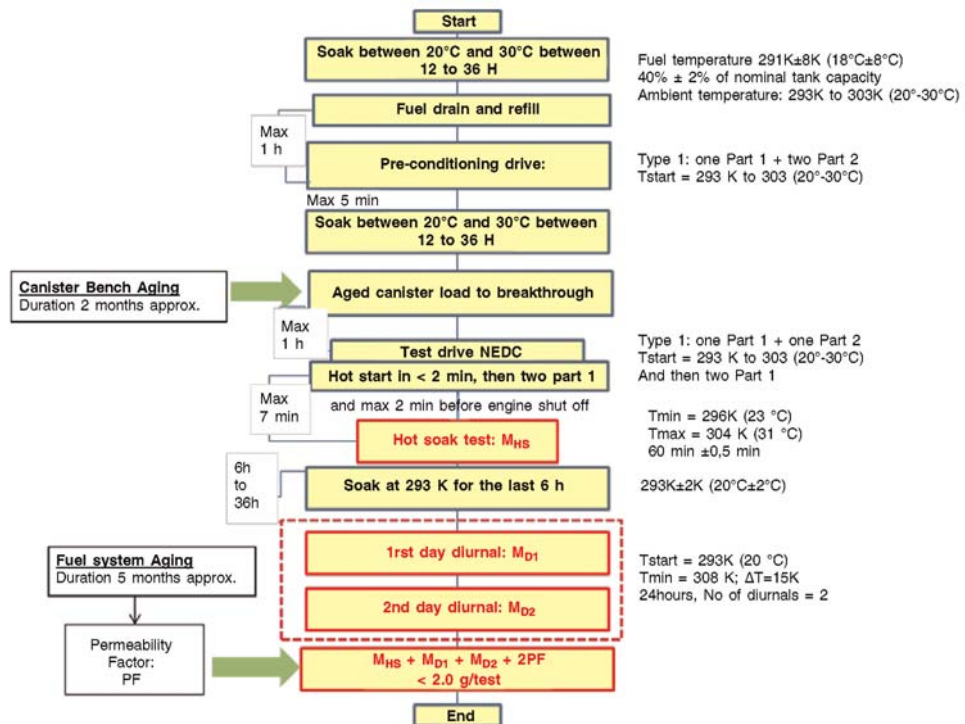 Start
Soak between 20°C and 30°C between
12 to 36 H
Fuel temperature 291K±8K (18°C±8°C)
40% ± 2% of nominal tank capacity
Ambient temperature: 293K to 303K (20°-30°C)
Fuel drain and refill
Max
1 h
Pre-conditioning drive:
Type 1: one Part 1 + two Part 2
Tstart = 293 K to 303 (20°-30°C)
Max 5 min
Soak between 20°C and 30°C between
12 to 36 H
Canister Bench Aging
Duration 2 months approx.
Aged canister load to breakthrough
Max
1 h
Test drive NEDC
Type 1: one Part 1 + one Part 2
Tstart = 293 K to 303 (20°-30°C)
And then two Part 1
Hot start in < 2 min, then two part 1
Max
7 min
and max 2 min before engine shut off
Hot soak test: MHS
Tmin = 296K (23 °C)
Tmax = 304 K (31 °C)
60 min ±0,5 min
6h
to
36h
Soak at 293 K for the last 6 h
293K±2K (20°C±2°C)
1rst day diurnal: MD1
Fuel system Aging
Duration 5 months approx.
Tstart = 293K (20 °C)
Tmin = 308 K; ΔT=15K
24hours, No of diurnals = 2
2nd day diurnal: MD2
Permeability
Factor:
PF
MHS + MD1 + MD2 + 2PF
< 2.0 g/test
End